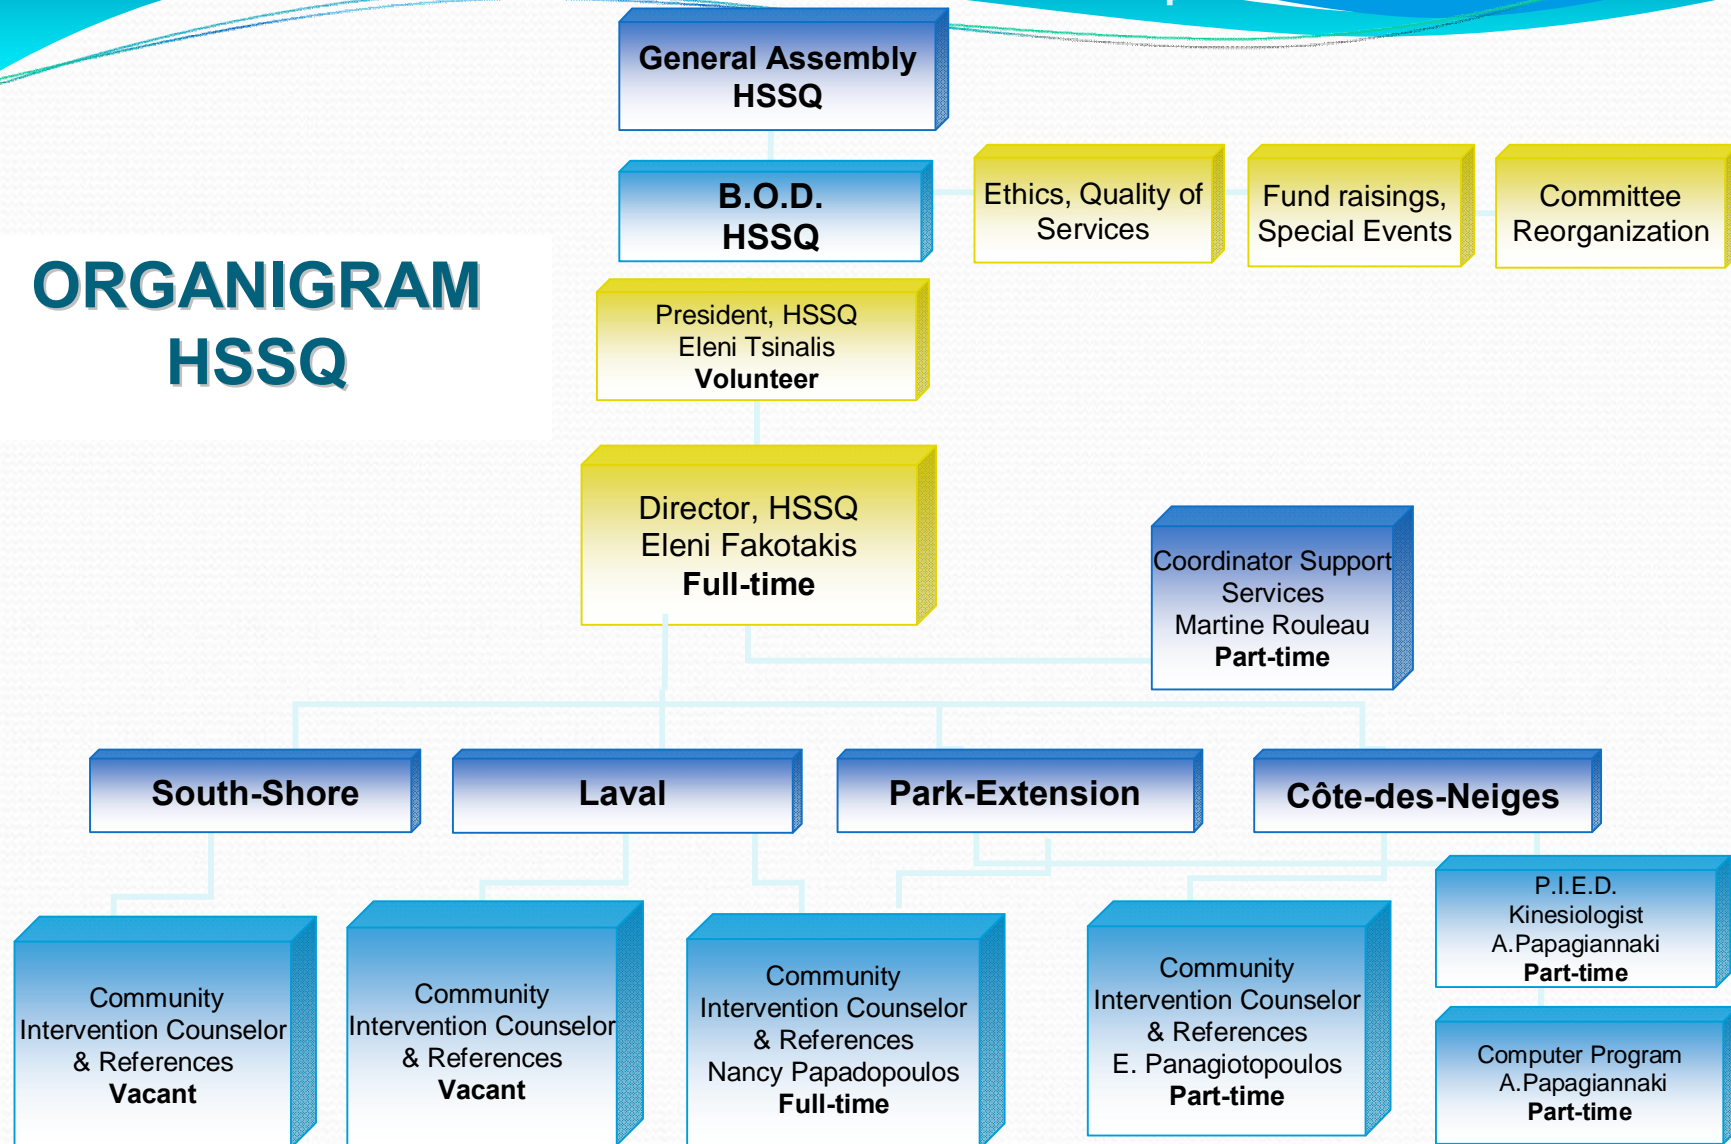 General Assembly
HSSQ
B.O.D.
HSSQ
Ethics, Quality of
Services
Fund raisings,
Special Events
Committee
Reorganization
ORGANIGRAM
HSSQ
President, HSSQ
Eleni Tsinalis
Volunteer
Director, HSSQ
Eleni Fakotakis
Full-time
Coordinator Support
Services
Martine Rouleau
Part-time
South-Shore
Laval
Park-Extension
Côte-des-Neiges
Community
Intervention Counselor
& References
Vacant
Community
Intervention Counselor
& References
Vacant
Community
Intervention Counselor
& References
Nancy Papadopoulos
Full-time
Community
Intervention Counselor
& References
E. Panagiotopoulos
Part-time
P.I.E.D.
Kinesiologist
A.Papagiannaki
Part-time
Computer Program
A.Papagiannaki
Part-time